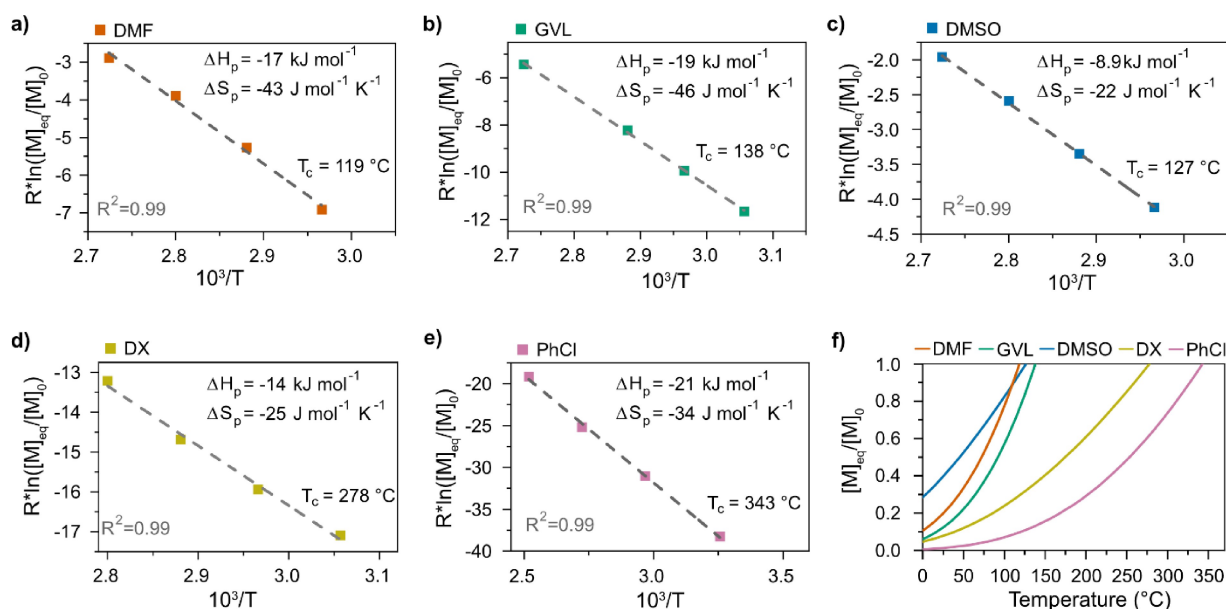 a)
DMF
ΔHₚ = -17 kJ mol⁻¹
ΔSₚ = -43 J mol⁻¹ K⁻¹
T꜀ = 119 °C
R²=0.99
R*ln([M]eq/[M]₀)
-3
-4
-5
-6
-7
2.7 2.8 2.9 3.0
10³/T
b)
GVL
ΔHₚ = -19 kJ mol⁻¹
ΔSₚ = -46 J mol⁻¹ K⁻¹
T꜀ = 138 °C
R²=0.99
R*ln([M]eq/[M]₀)
-6
-8
-10
-12
2.7 2.8 2.9 3.0 3.1
10³/T
c)
DMSO
ΔHₚ = -8.9kJ mol⁻¹
ΔSₚ = -22 J mol⁻¹ K⁻¹
T꜀ = 127 °C
R²=0.99
R*ln([M]eq/[M]₀)
-2.0
-2.5
-3.0
-3.5
-4.0
-4.5
2.7 2.8 2.9 3.0
10³/T
d)
DX
ΔHₚ = -14 kJ mol⁻¹
ΔSₚ = -25 J mol⁻¹ K⁻¹
T꜀ = 278 °C
R²=0.99
R*ln([M]eq/[M]₀)
-13
-14
-15
-16
-17
2.8 2.9 3.0 3.1
10³/T
e)
PhCl
ΔHₚ = -21 kJ mol⁻¹
ΔSₚ = -34 J mol⁻¹ K⁻¹
T꜀ = 343 °C
R²=0.99
R*ln([M]eq/[M]₀)
-20
-25
-30
-35
-40
2.5 3.0 3.5
10³/T
f)
DMF GVL DMSO DX PhCl
[M]eq/[M]₀
1.0
0.8
0.6
0.4
0.2
0.0
0 50 100 150 200 250 300 350
Temperature (°C)